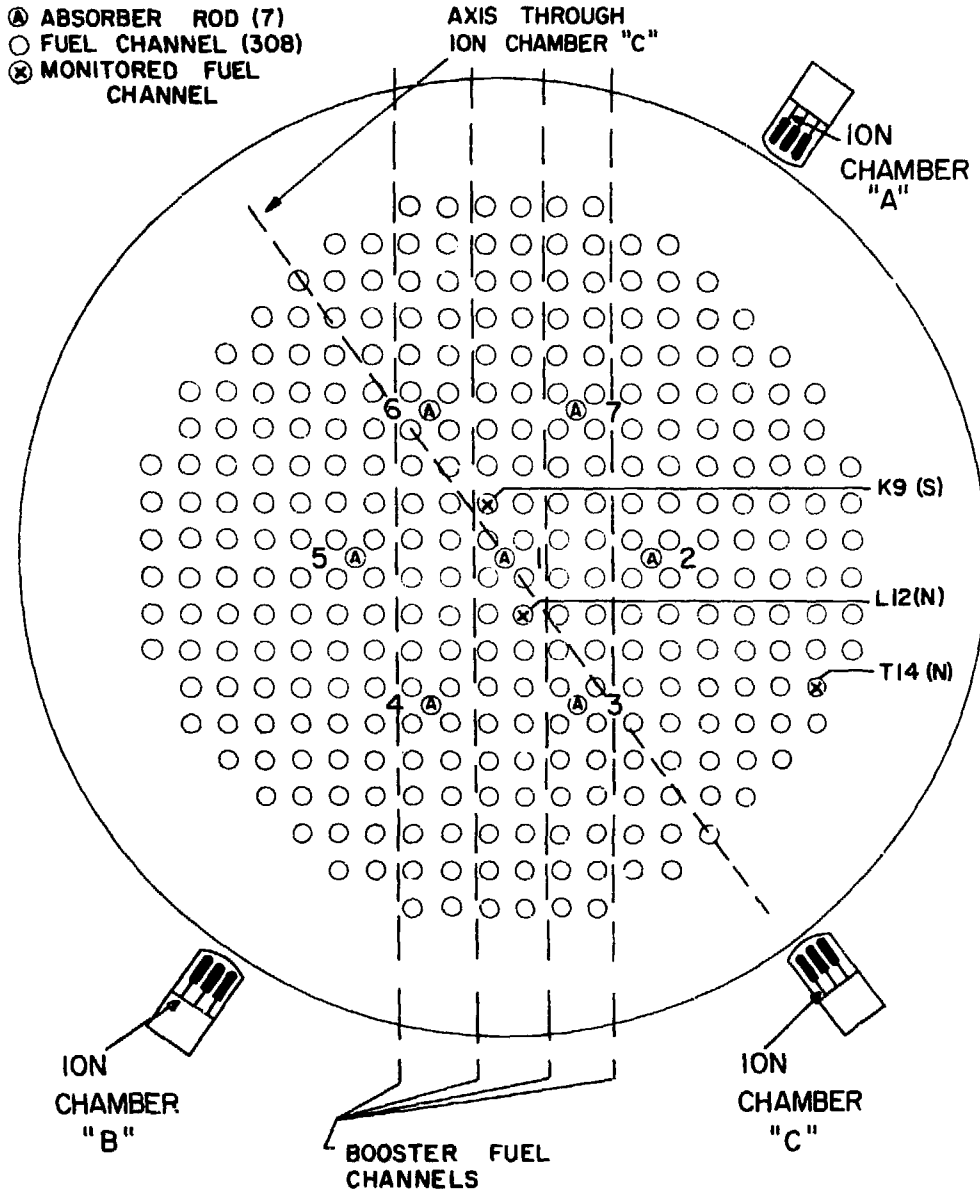 Ⓐ ABSORBER ROD (7)
○ FUEL CHANNEL (308)
ⓧ MONITORED FUEL
CHANNEL
AXIS THROUGH
ION CHAMBER "C"
ION
CHAMBER
"A"
6 A
A 7
K9 (S)
5 A
A 1
A 2
L12(N)
T14 (N)
4 A
A 3
ION
CHAMBER
"B"
ION
CHAMBER
"C"
BOOSTER FUEL
CHANNELS